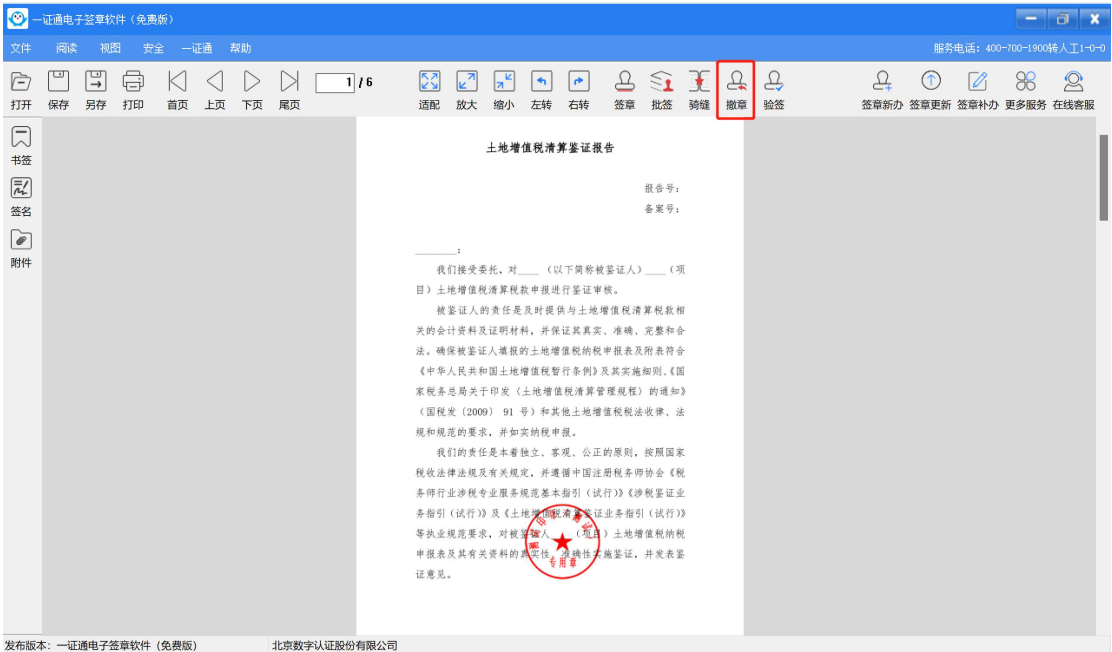 一证通电子签章软件（免费版）
文件 阅读 视图 安全 一证通 帮助 服务电话：400-700-1900转人工1-0-0
1 / 6
打开 保存 另存 打印 首页 上页 下页 尾页 适配 放大 缩小 左转 右转 签章 批签 骑缝 撤章 验签 签章新办 签章更新 签章补办 更多服务 在线客服
书签
签名
附件
土地增值税清算鉴证报告
报告号：
备案号：
________：
我们接受委托，对____（以下简称被鉴证人）____（项
目）土地增值税清算税款申报进行鉴证审核。
被鉴证人的责任是及时提供与土地增值税清算税款相
关的会计资料及证明材料，并保证其真实、准确、完整和合
法。确保被鉴证人填报的土地增值税纳税申报表及附表符合
《中华人民共和国土地增值税暂行条例》及其实施细则、《国
家税务总局关于印发（土地增值税清算管理规程）的通知》
（国税发〔2009〕 91 号）和其他土地增值税税法收律、法
规和规范的要求，并如实纳税申报。
我们的责任是本着独立、客观、公正的原则，按照国家
税收法律法规及有关规定，并遵循中国注册税务师协会《税
务师行业涉税专业服务规范基本指引（试行）》《涉税鉴证业
务指引（试行）》及《土地增值税清算鉴证业务指引（试行）》
等执业规范要求，对被鉴证人____（项目）土地增值税纳税
申报表及其有关资料的真实性、准确性实施鉴证，并发表鉴
证意见。
专用章
发布版本：一证通电子签章软件（免费版） 北京数字认证股份有限公司